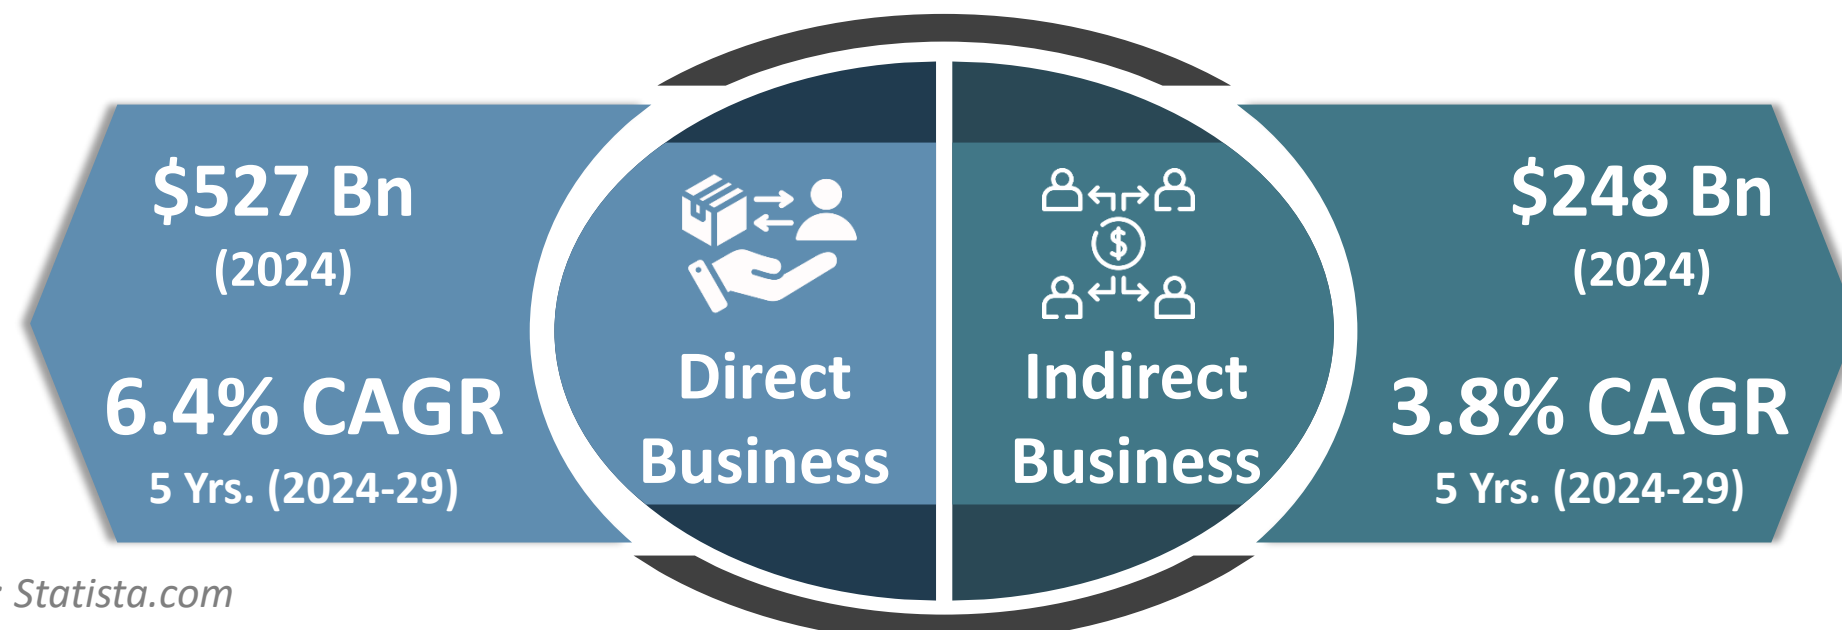 $527 Bn
(2024)
6.4% CAGR
5 Yrs. (2024-29)
Direct
Business
$
Indirect
Business
$248 Bn
(2024)
3.8% CAGR
5 Yrs. (2024-29)
: Statista.com